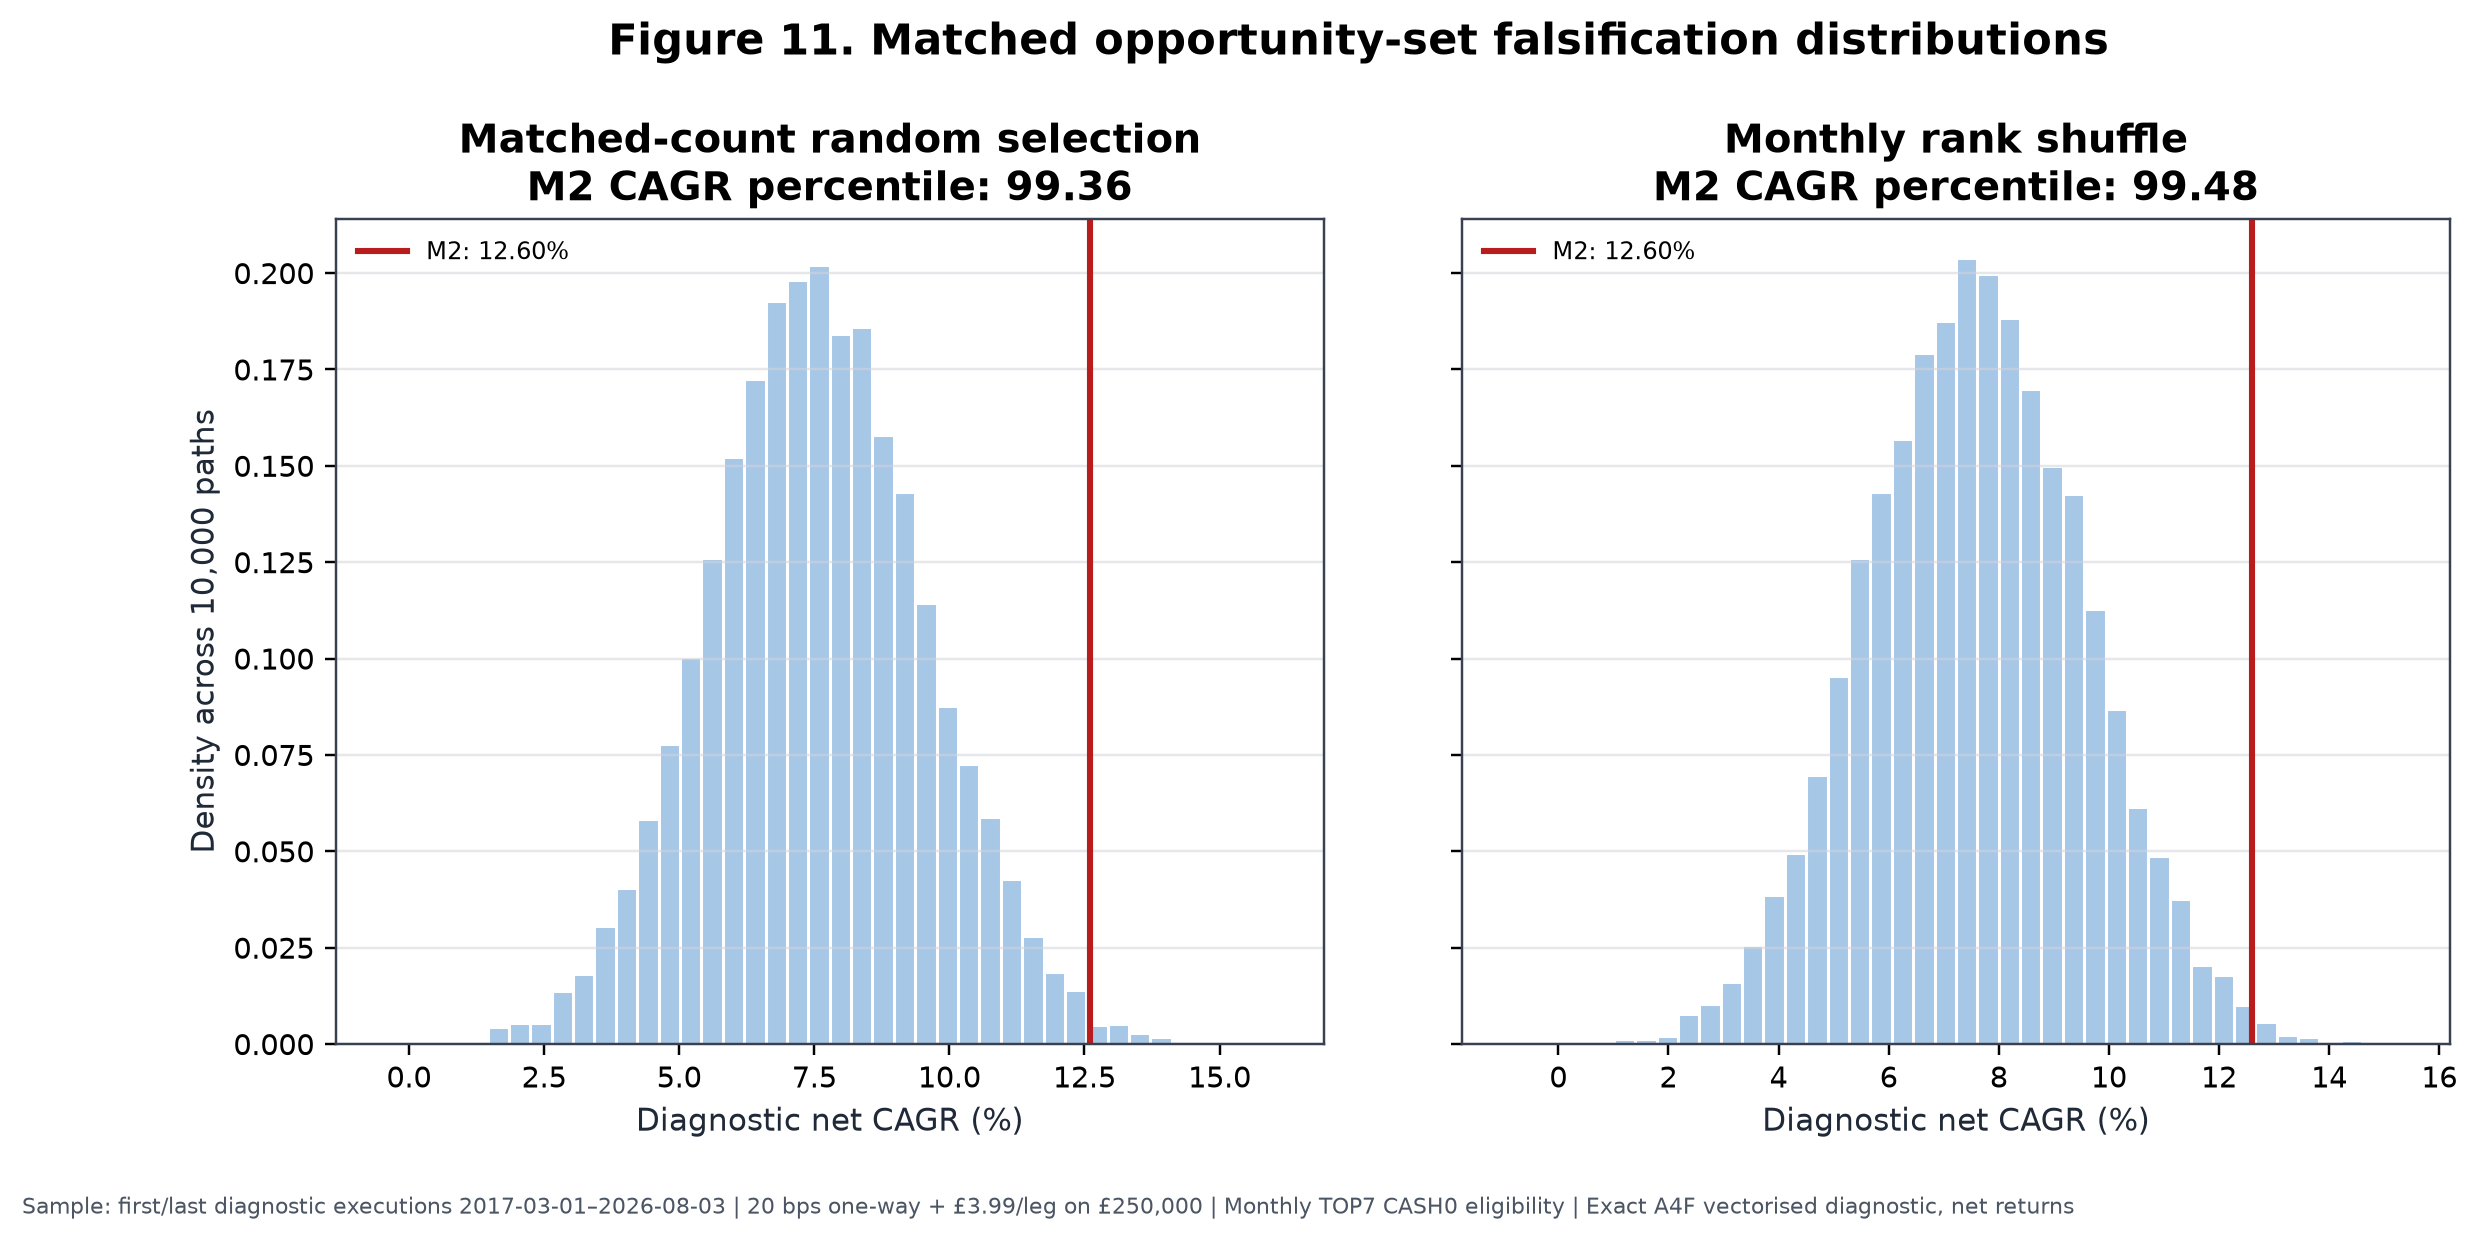 Figure 11. Matched opportunity-set falsification distributions
Matched-count random selection
M2 CAGR percentile: 99.36
M2: 12.60%
0.200
0.175
0.150
0.125
0.100
0.075
0.050
0.025
0.000
Density across 10,000 paths
0.0 2.5 5.0 7.5 10.0 12.5 15.0
Diagnostic net CAGR (%)
Monthly rank shuffle
M2 CAGR percentile: 99.48
M2: 12.60%
0 2 4 6 8 10 12 14 16
Diagnostic net CAGR (%)
Sample: first/last diagnostic executions 2017-03-01–2026-08-03 | 20 bps one-way + £3.99/leg on £250,000 | Monthly TOP7 CASH0 eligibility | Exact A4F vectorised diagnostic, net returns